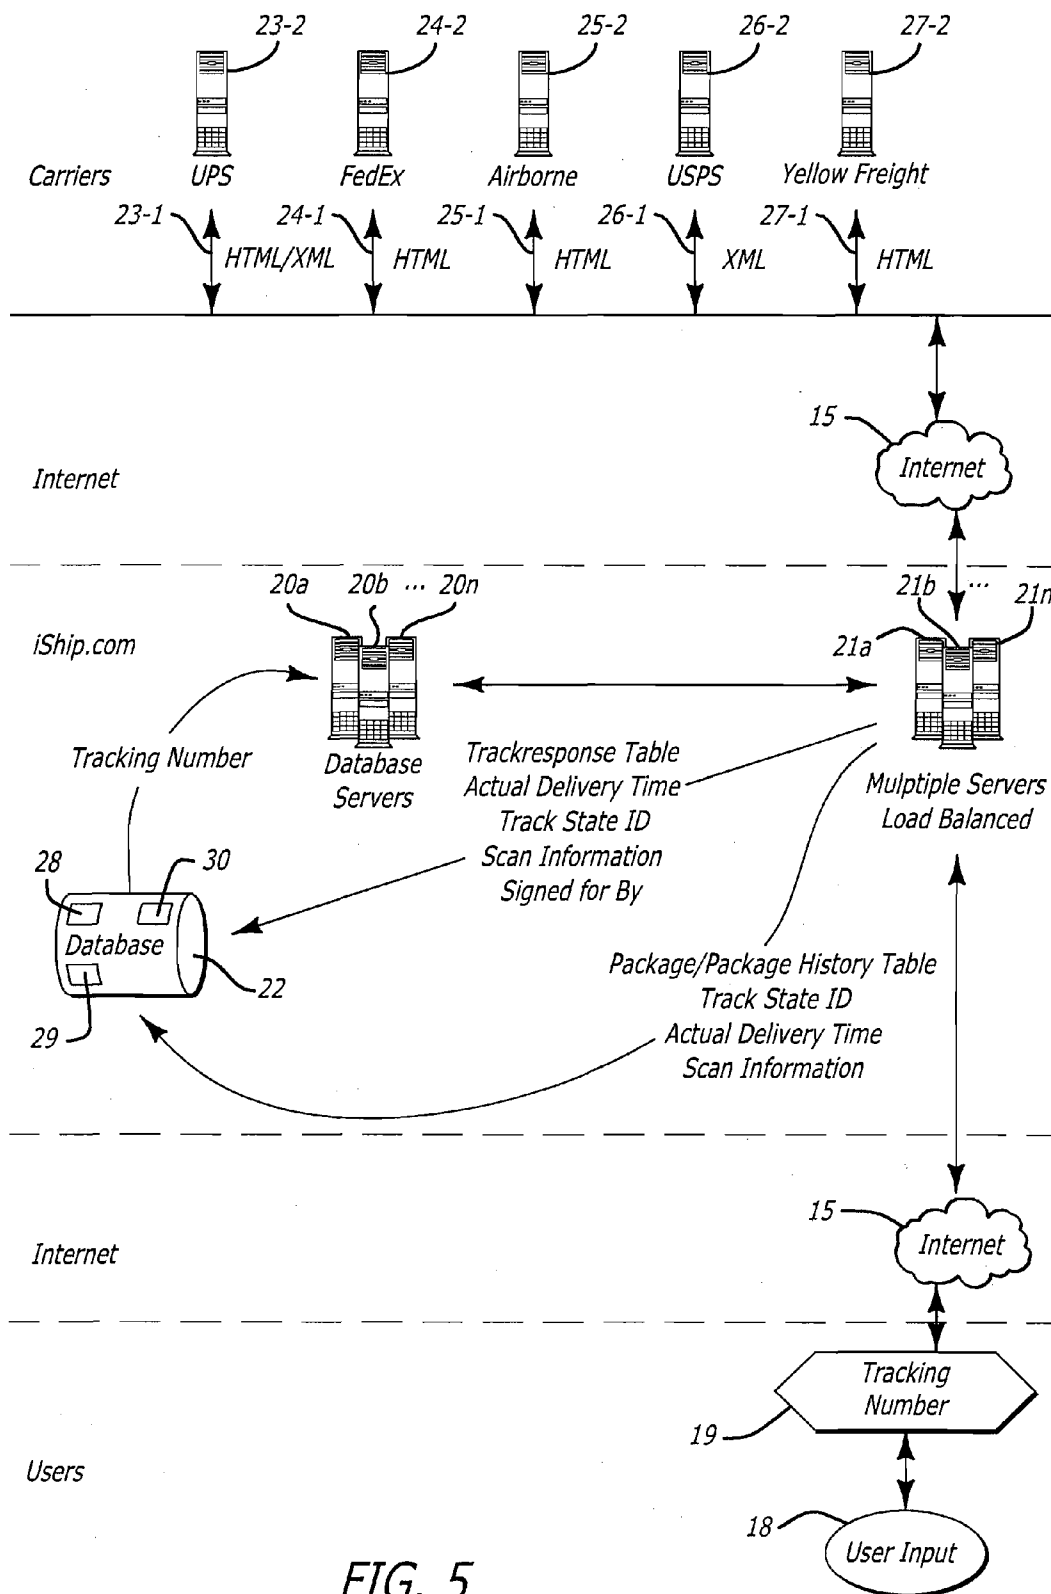 23-2 24-2 25-2 26-2 27-2
Carriers UPS FedEx Airborne USPS Yellow Freight
23-1 24-1 25-1 26-1 27-1
HTML/XML HTML HTML XML HTML
15
Internet
Internet
20a 20b ... 20n
21b ... 21n
21a
iShip.com
Tracking Number
Database
Servers
Trackresponse Table
Actual Delivery Time
Track State ID
Scan Information
Signed for By
Mulptiple Servers
Load Balanced
28 30
Database
22
29
Package/Package History Table
Track State ID
Actual Delivery Time
Scan Information
15
Internet
Internet
Tracking
Number
19
Users
18
User Input
FIG. 5